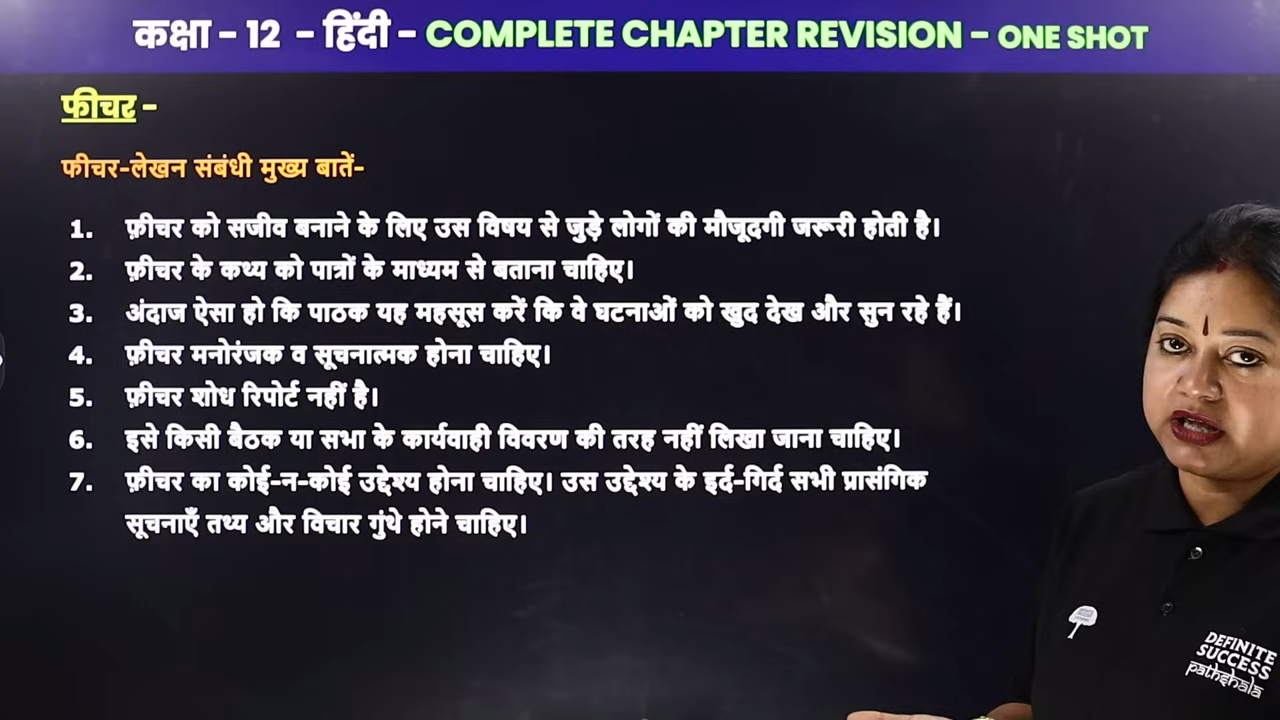 कक्षा - 12 - हिंदी - COMPLETE CHAPTER REVISION - ONE SHOT
फीचर -
फीचर-लेखन संबंधी मुख्य बातें-
1. फ़ीचर को सजीव बनाने के लिए उस विषय से जुड़े लोगों की मौजूदगी जरूरी होती है।
2. फ़ीचर के कथ्य को पात्रों के माध्यम से बताना चाहिए।
3. अंदाज ऐसा हो कि पाठक यह महसूस करें कि वे घटनाओं को खुद देख और सुन रहे हैं।
4. फ़ीचर मनोरंजक व सूचनात्मक होना चाहिए।
5. फ़ीचर शोध रिपोर्ट नहीं है।
6. इसे किसी बैठक या सभा के कार्यवाही विवरण की तरह नहीं लिखा जाना चाहिए।
7. फ़ीचर का कोई-न-कोई उद्देश्य होना चाहिए। उस उद्देश्य के इर्द-गिर्द सभी प्रासंगिक
सूचनाएँ तथ्य और विचार गुंथे होने चाहिए।
DEFINITE
SUCCESS
pathshala